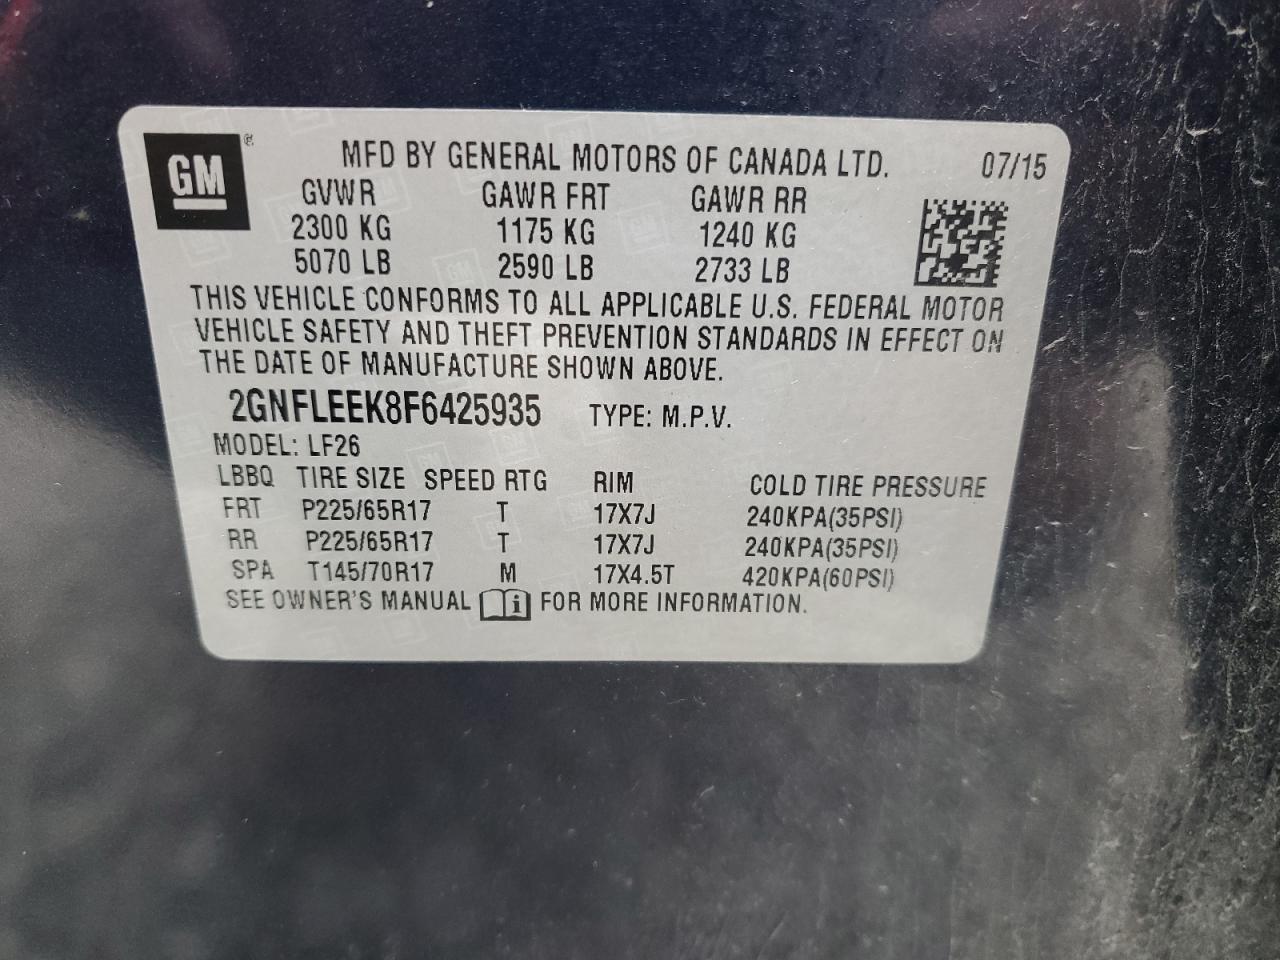 GM
MFD BY GENERAL MOTORS OF CANADA LTD. 07/15
GVWR GAWR FRT GAWR RR
2300 KG 1175 KG 1240 KG
5070 LB 2590 LB 2733 LB
THIS VEHICLE CONFORMS TO ALL APPLICABLE U.S. FEDERAL MOTOR
VEHICLE SAFETY AND THEFT PREVENTION STANDARDS IN EFFECT ON
THE DATE OF MANUFACTURE SHOWN ABOVE.
2GNFLEEK8F6425935 TYPE: M.P.V.
MODEL: LF26
LBBQ TIRE SIZE SPEED RTG RIM COLD TIRE PRESSURE
FRT P225/65R17 T 17X7J 240KPA(35PSI)
RR P225/65R17 T 17X7J 240KPA(35PSI)
SPA T145/70R17 M 17X4.5T 420KPA(60PSI)
SEE OWNER'S MANUAL i FOR MORE INFORMATION.